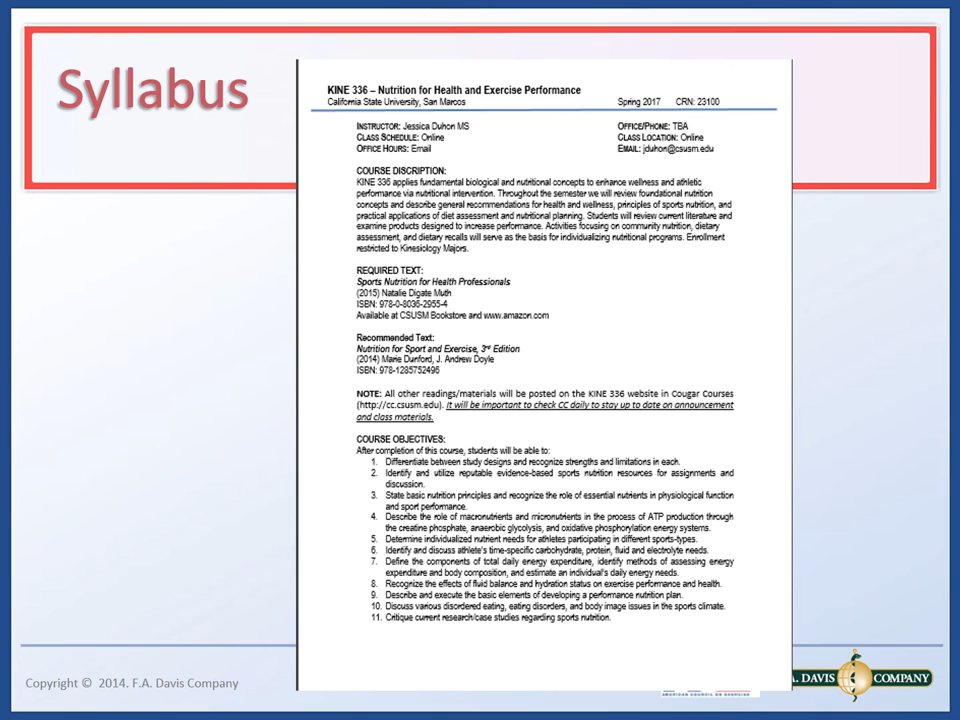 Syllabus
KINE 336 – Nutrition for Health and Exercise Performance
California State University, San Marcos Spring 2017 CRN: 23100
INSTRUCTOR: Jessica Duhon MS OFFICE/PHONE: TBA
CLASS SCHEDULE: Online CLASS LOCATION: Online
OFFICE HOURS: Email EMAIL: jduhon@csusm.edu
COURSE DISCRIPTION:
KINE 336 applies fundamental biological and nutritional concepts to enhance wellness and athletic
performance via nutritional intervention. Throughout the semester we will review foundational nutrition
concepts and describe general recommendations for health and wellness, principles of sports nutrition, and
practical applications of diet assessment and nutritional planning. Students will review current literature and
examine products designed to increase performance. Activities focusing on community nutrition, dietary
assessment, and dietary recalls will serve as the basis for individualizing nutritional programs. Enrollment
restricted to Kinesiology Majors.
REQUIRED TEXT:
Sports Nutrition for Health Professionals
(2015) Natalie Digate Muth
ISBN: 978-0-8036-2955-4
Available at CSUSM Bookstore and www.amazon.com
Recommended Text:
Nutrition for Sport and Exercise, 3rd Edition
(2014) Marie Dunford, J. Andrew Doyle
ISBN: 978-1285752496
NOTE: All other readings/materials will be posted on the KINE 336 website in Cougar Courses
(http://cc.csusm.edu). It will be important to check CC daily to stay up to date on announcement
and class materials.
COURSE OBJECTIVES:
After completion of this course, students will be able to:
1. Differentiate between study designs and recognize strengths and limitations in each.
2. Identify and utilize reputable evidence-based sports nutrition resources for assignments and
discussion.
3. State basic nutrition principles and recognize the role of essential nutrients in physiological function
and sport performance.
4. Describe the role of macronutrients and micronutrients in the process of ATP production through
the creatine phosphate, anaerobic glycolysis, and oxidative phosphorylation energy systems.
5. Determine individualized nutrient needs for athletes participating in different sports-types.
6. Identify and discuss athlete's time-specific carbohydrate, protein, fluid and electrolyte needs.
7. Define the components of total daily energy expenditure, identify methods of assessing energy
expenditure and body composition, and estimate an individual's daily energy needs.
8. Recognize the effects of fluid balance and hydration status on exercise performance and health.
9. Describe and execute the basic elements of developing a performance nutrition plan.
10. Discuss various disordered eating, eating disorders, and body image issues in the sports climate.
11. Critique current research/case studies regarding sports nutrition.
Copyright © 2014. F.A. Davis Company
AMERICAN COUNCIL ON EXERCISE
A. DAVIS COMPANY